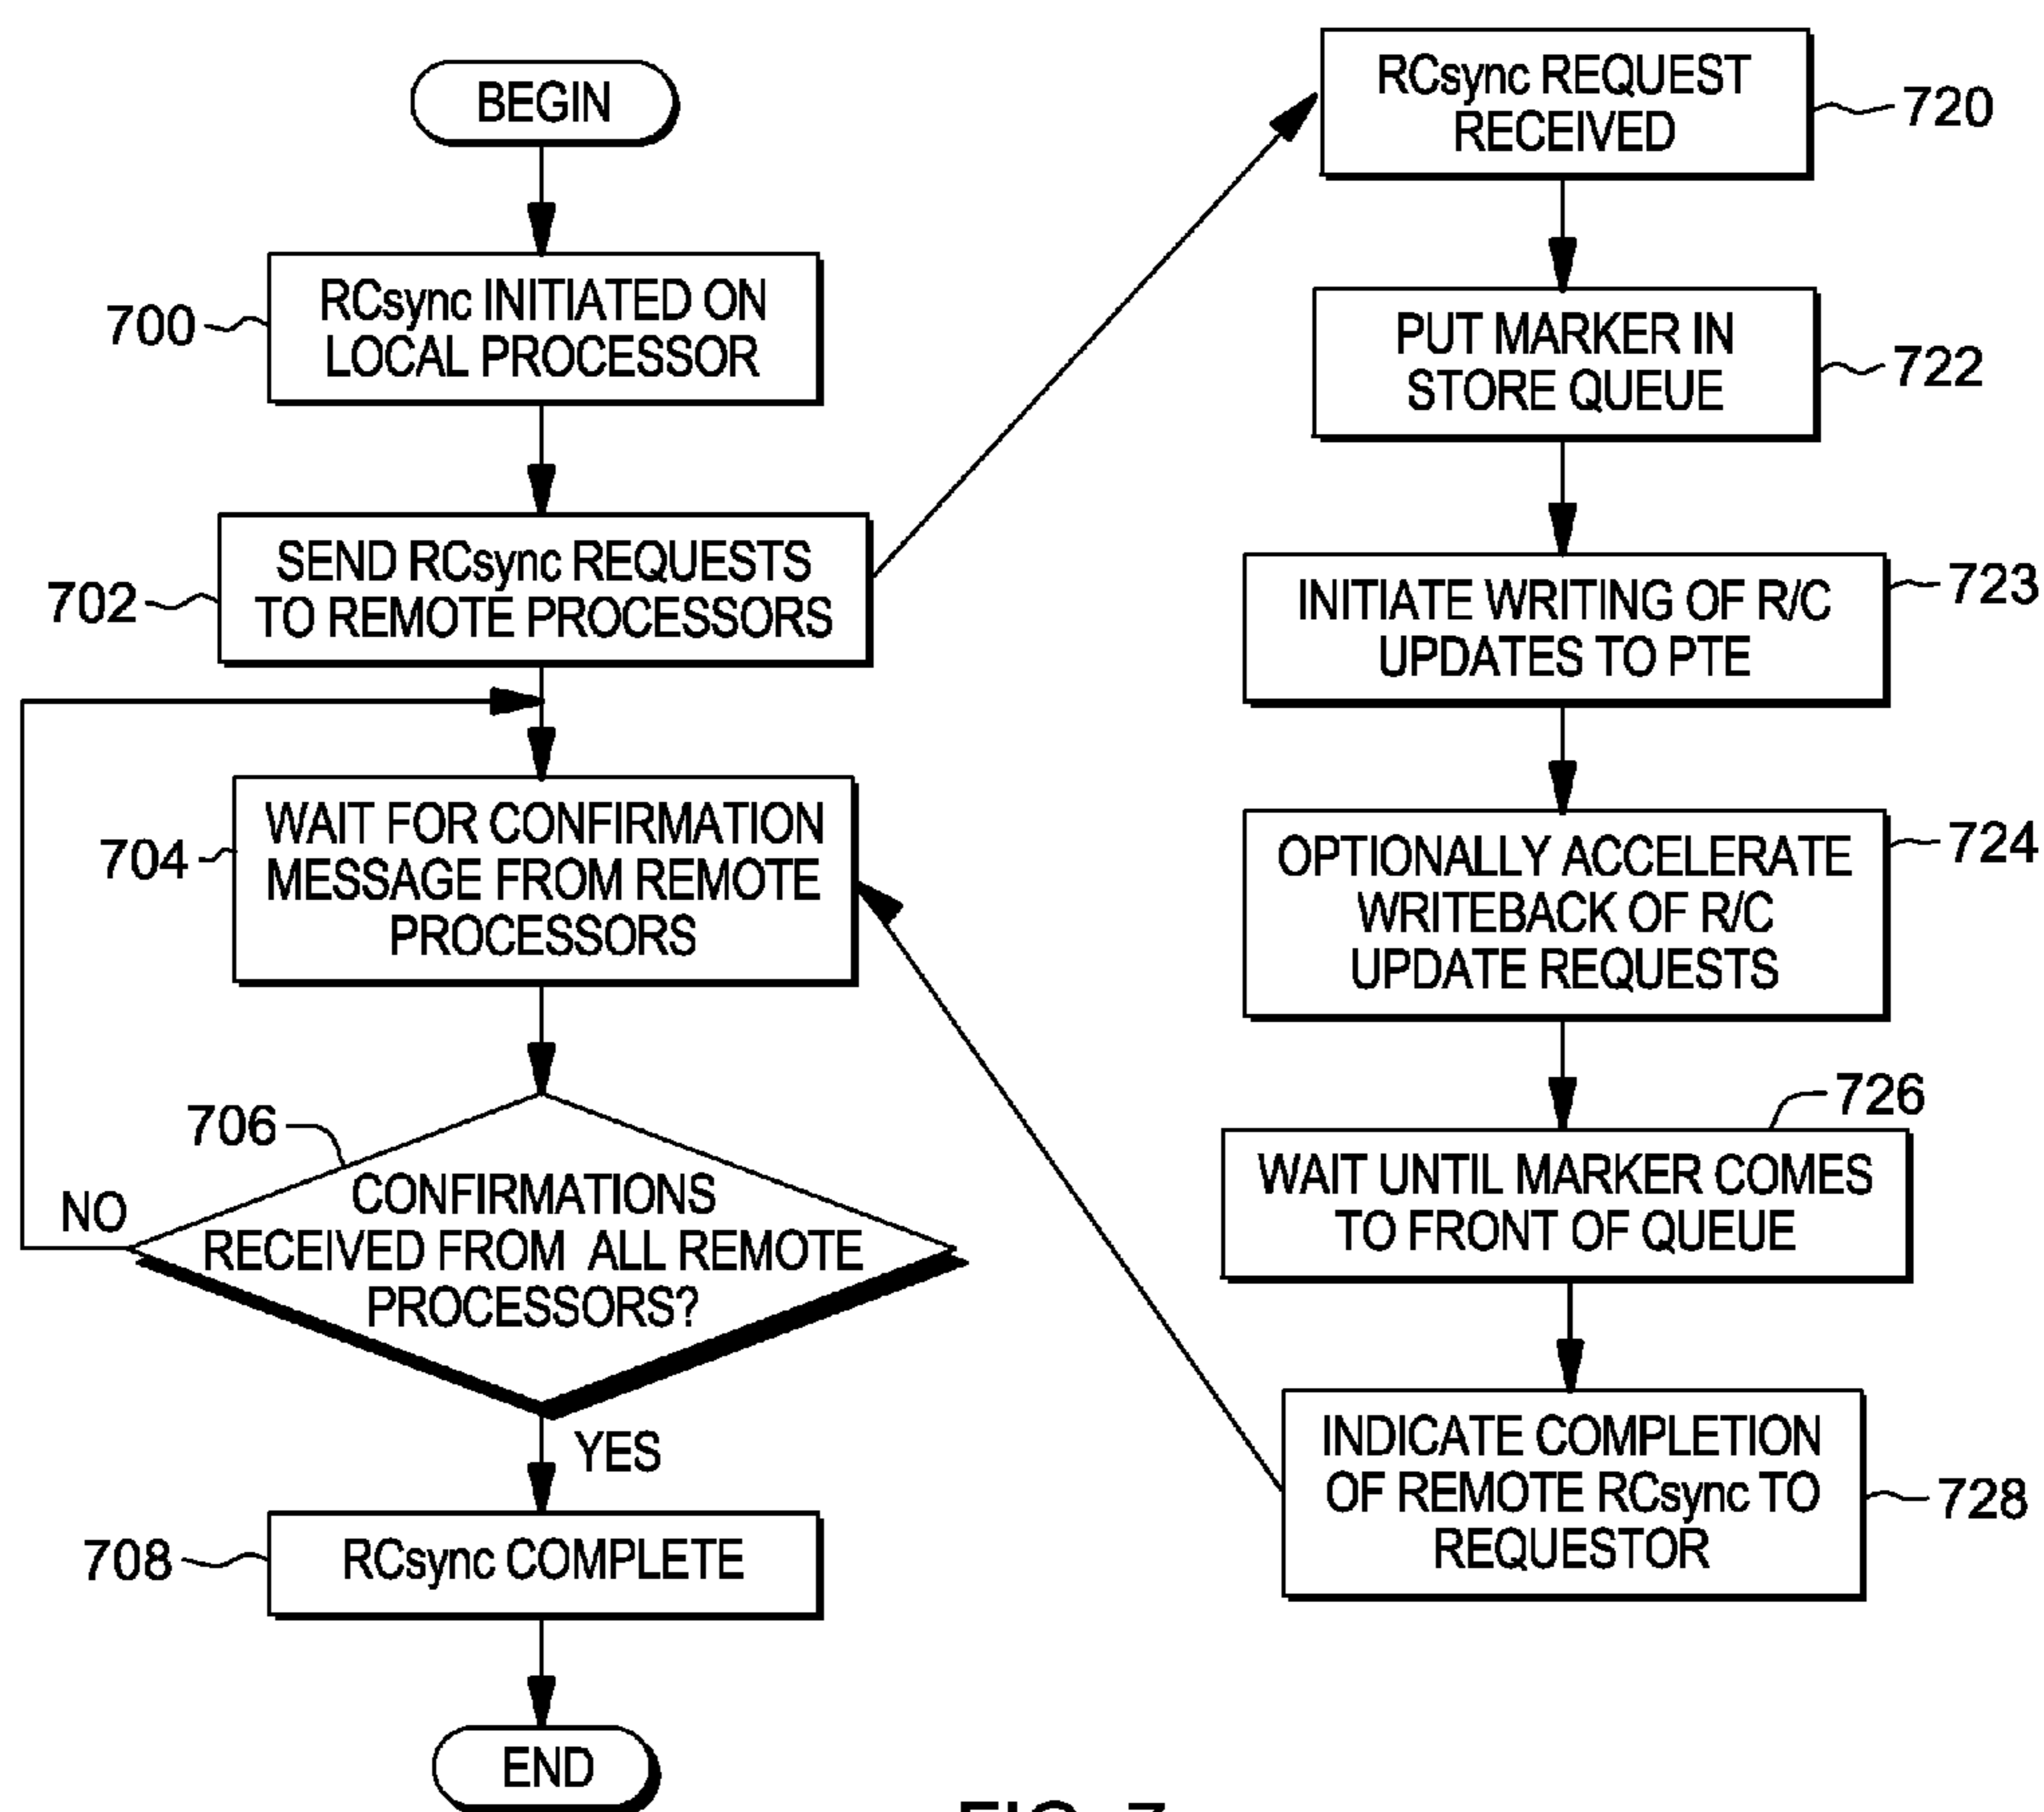 BEGIN
700
RCsync INITIATED ON
LOCAL PROCESSOR
702
SEND RCsync REQUESTS
TO REMOTE PROCESSORS
704
WAIT FOR CONFIRMATION
MESSAGE FROM REMOTE
PROCESSORS
706
NO
CONFIRMATIONS
RECEIVED FROM ALL REMOTE
PROCESSORS?
YES
708
RCsync COMPLETE
END
RCsync REQUEST
RECEIVED
720
PUT MARKER IN
STORE QUEUE
722
INITIATE WRITING OF R/C
UPDATES TO PTE
723
OPTIONALLY ACCELERATE
WRITEBACK OF R/C
UPDATE REQUESTS
724
726
WAIT UNTIL MARKER COMES
TO FRONT OF QUEUE
INDICATE COMPLETION
OF REMOTE RCsync TO
REQUESTOR
728